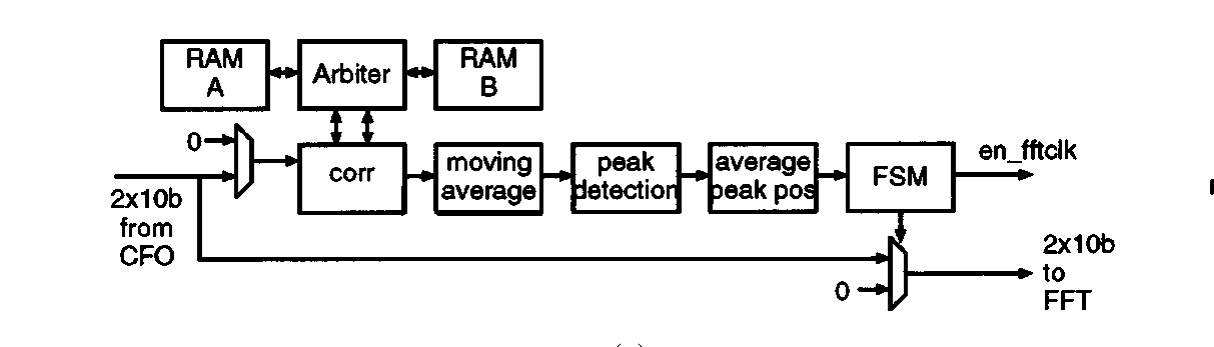 RAM
A
Arbiter
RAM
B
0
corr
moving
average
peak
detection
average
peak pos
FSM
en_fftclk
2x10b
from
CFO
0
2x10b
to
FFT